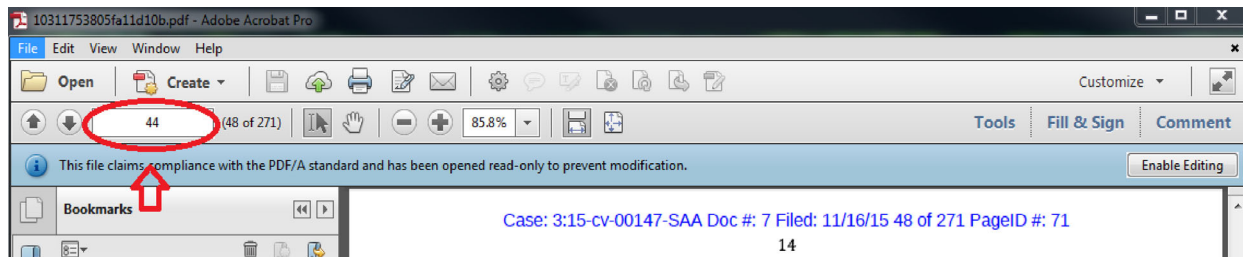 10311753805fa11d10b.pdf - Adobe Acrobat Pro
File Edit View Window Help
Open Create Customize
44 (48 of 271) 85.8% Tools Fill & Sign Comment
This file claims compliance with the PDF/A standard and has been opened read-only to prevent modification. Enable Editing
Bookmarks
Case: 3:15-cv-00147-SAA Doc #: 7 Filed: 11/16/15 48 of 271 PageID #: 71
14